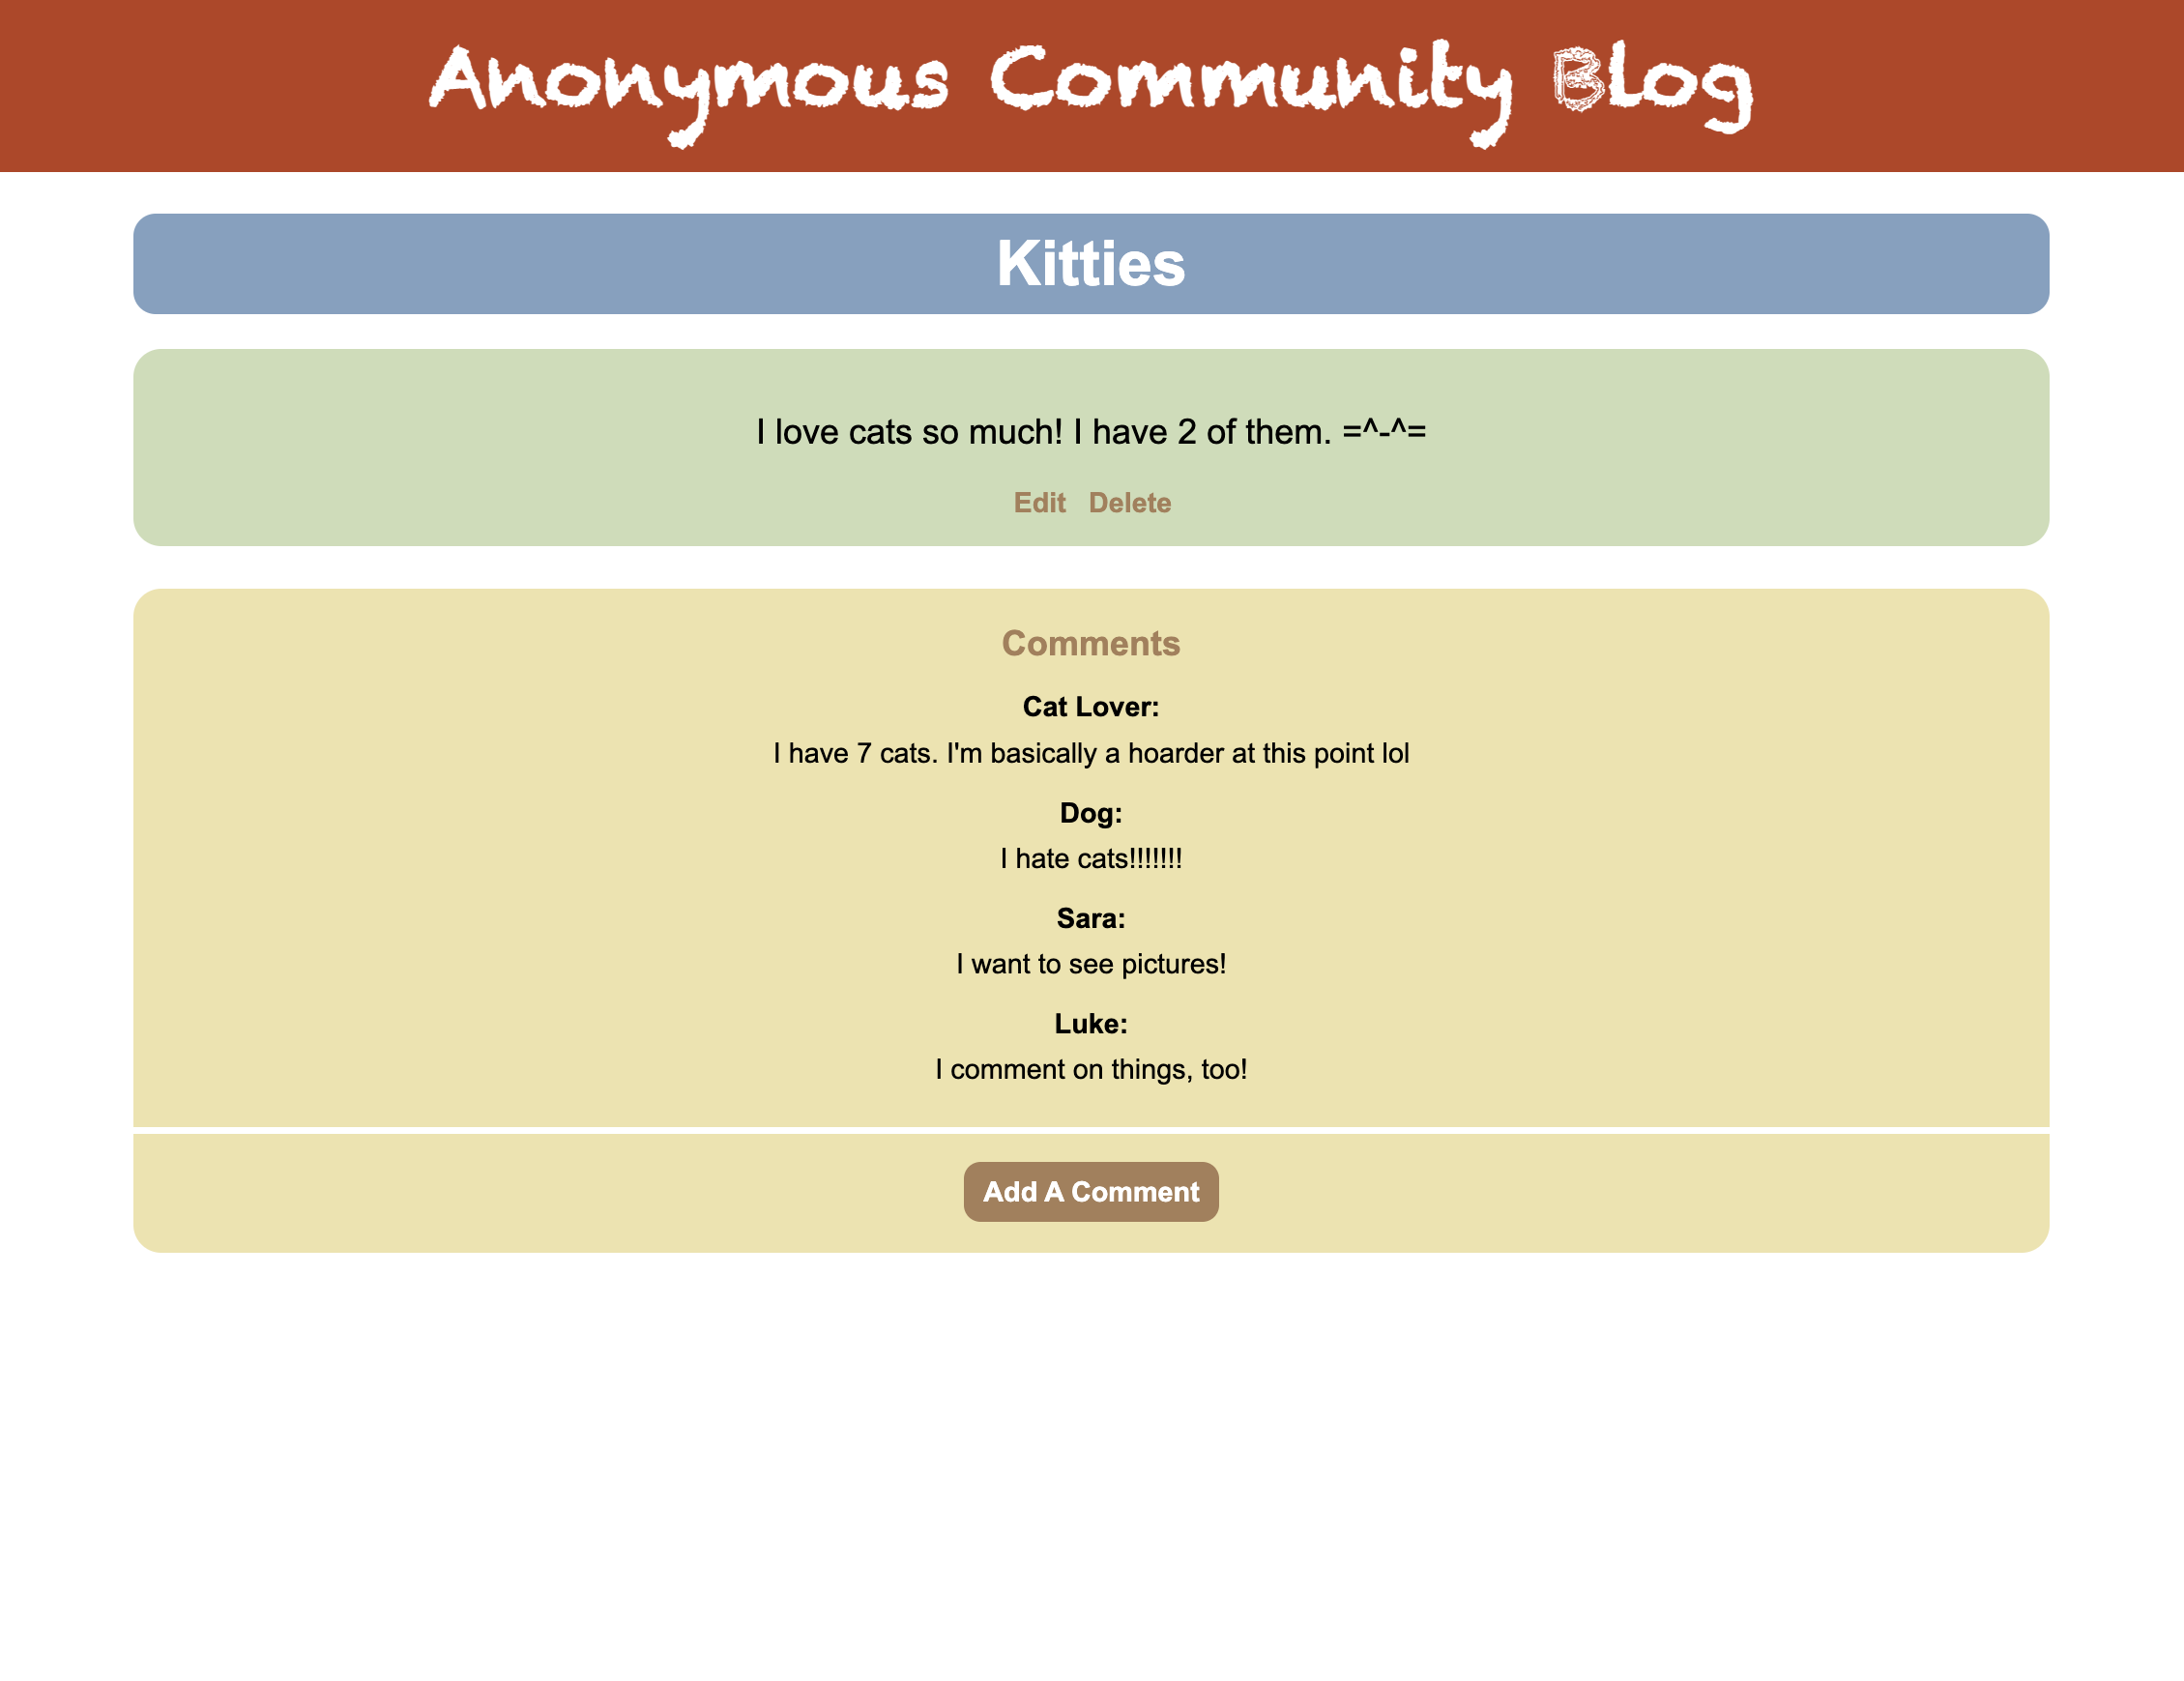 Anonymous Community Blog
Kitties
I love cats so much! I have 2 of them. =^-^=
Edit Delete
Comments
Cat Lover:
I have 7 cats. I'm basically a hoarder at this point lol
Dog:
I hate cats!!!!!!!
Sara:
I want to see pictures!
Luke:
I comment on things, too!
Add A Comment